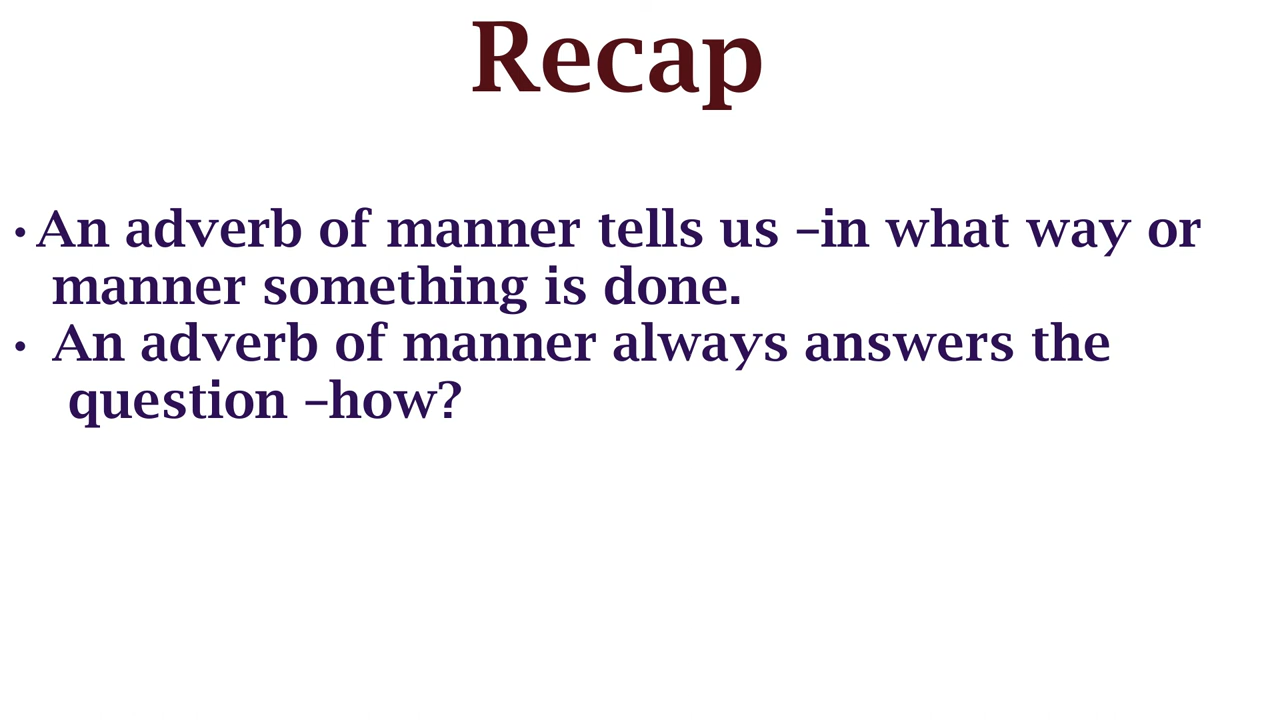 Recap
• An adverb of manner tells us –in what way or
manner something is done.
• An adverb of manner always answers the
question –how?